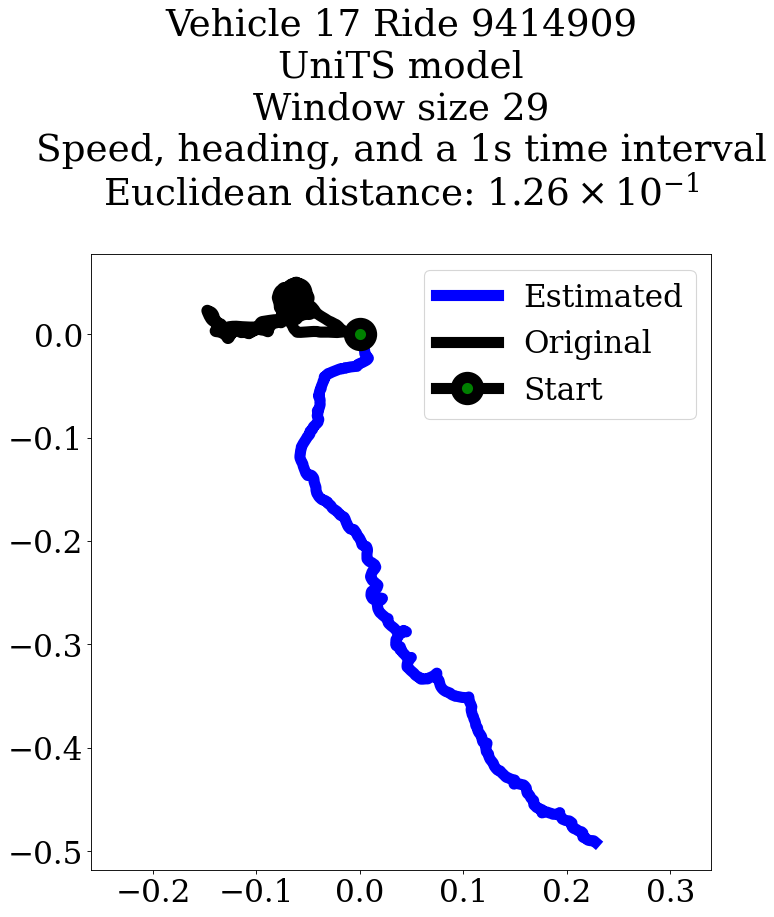 Vehicle 17 Ride 9414909
UniTS model
Window size 29
Speed, heading, and a 1s time interval
Euclidean distance: 1.26 × 10⁻¹
Estimated
Original
Start
0.0
−0.1
−0.2
−0.3
−0.4
−0.5
−0.2 −0.1 0.0 0.1 0.2 0.3